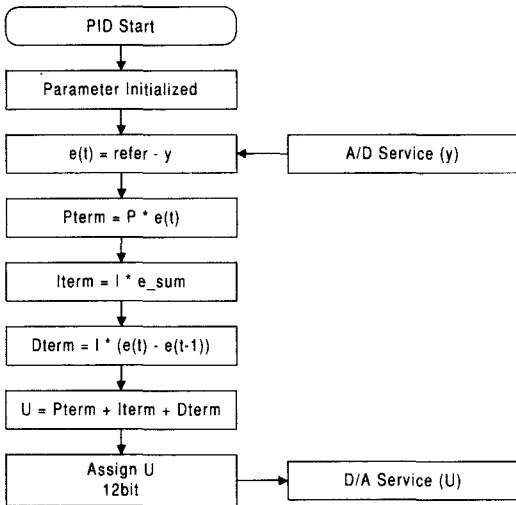 PID Start
Parameter Initialized
e(t) = refer - y
A/D Service (y)
Pterm = P * e(t)
Iterm = I * e_sum
Dterm = I * (e(t) - e(t-1))
U = Pterm + Iterm + Dterm
Assign U
12bit
D/A Service (U)